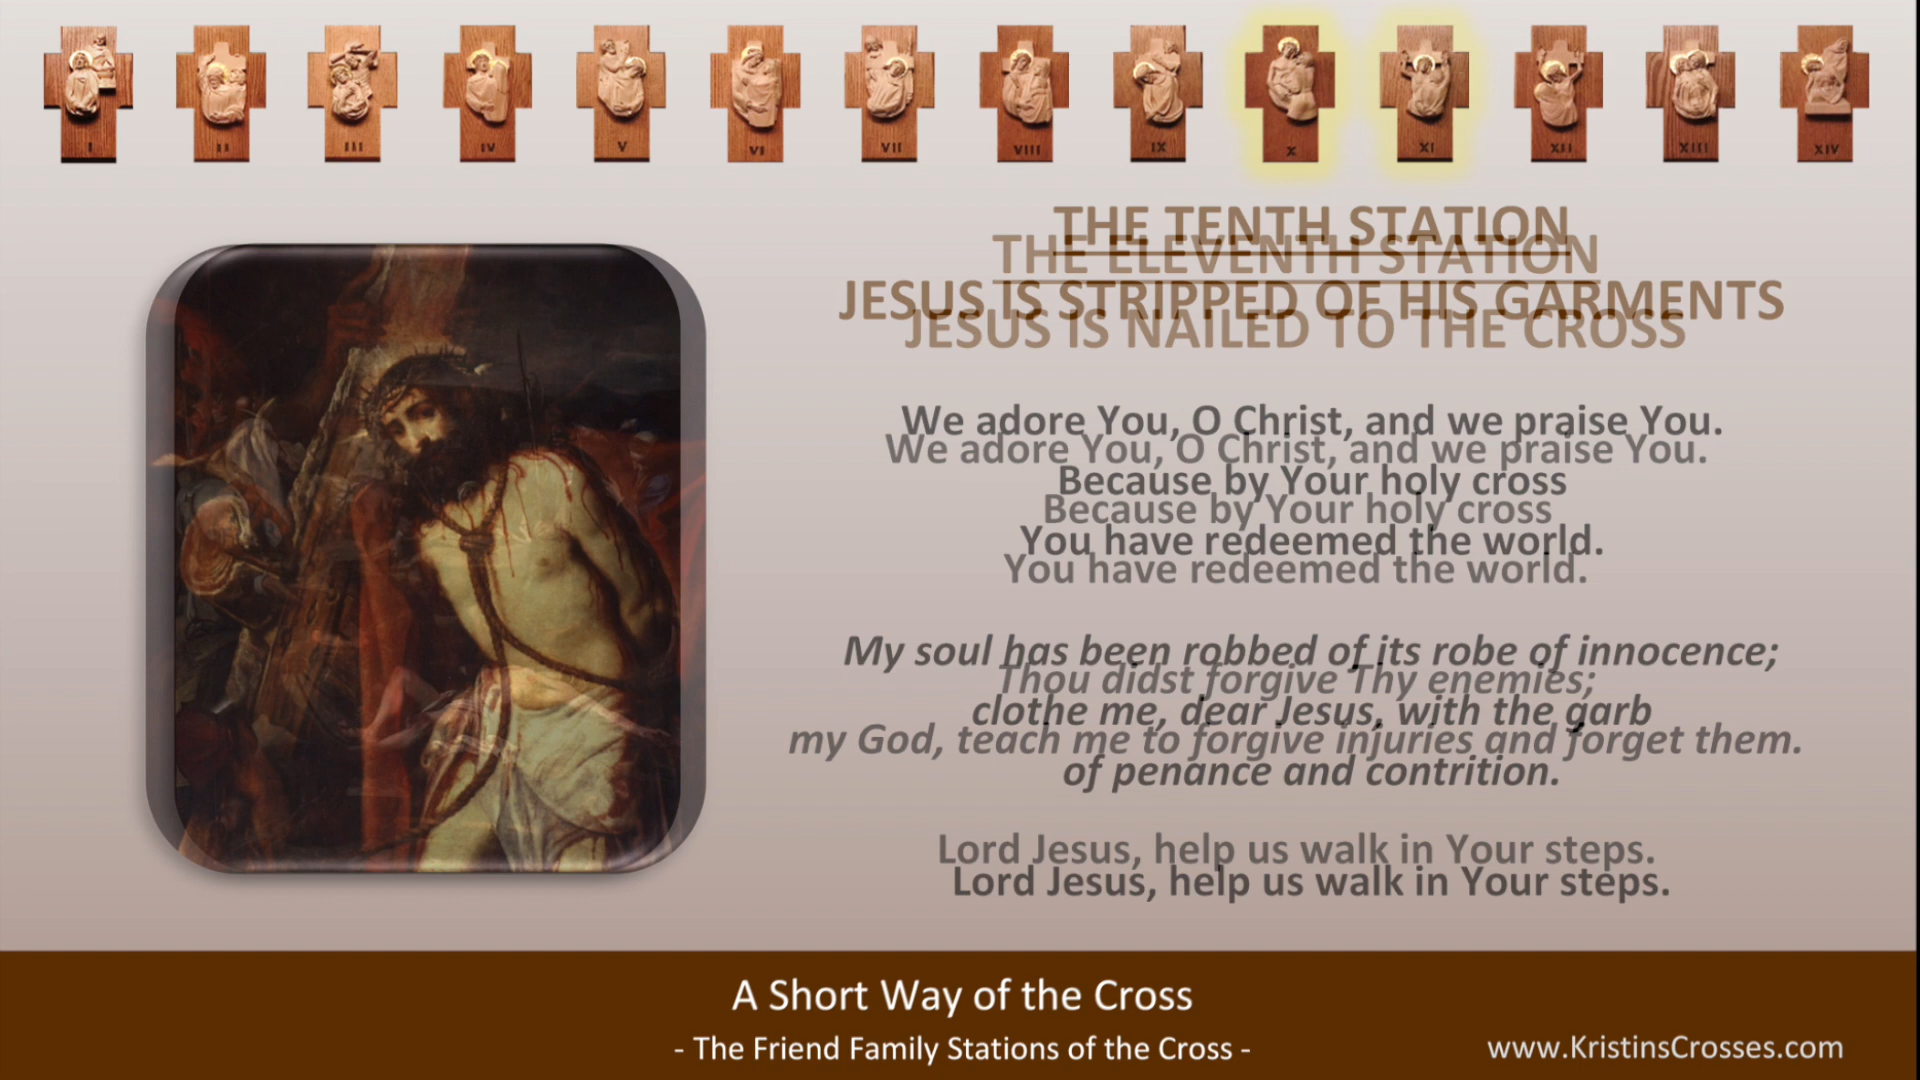 I II III IV V VI VII VIII IX X XI XII XIII XIV
THE TENTH STATION
THE ELEVENTH STATION
JESUS IS STRIPPED OF HIS GARMENTS
JESUS IS NAILED TO THE CROSS
We adore You, O Christ, and we praise You.
We adore You, O Christ, and we praise You.
Because by Your holy cross
Because by Your holy cross
You have redeemed the world.
You have redeemed the world.
My soul has been robbed of its robe of innocence;
Thou didst forgive Thy enemies;
clothe me, dear Jesus, with the garb
my God, teach me to forgive injuries and forget them.
of penance and contrition.
Lord Jesus, help us walk in Your steps.
Lord Jesus, help us walk in Your steps.
A Short Way of the Cross
- The Friend Family Stations of the Cross -
www.KristinsCrosses.com